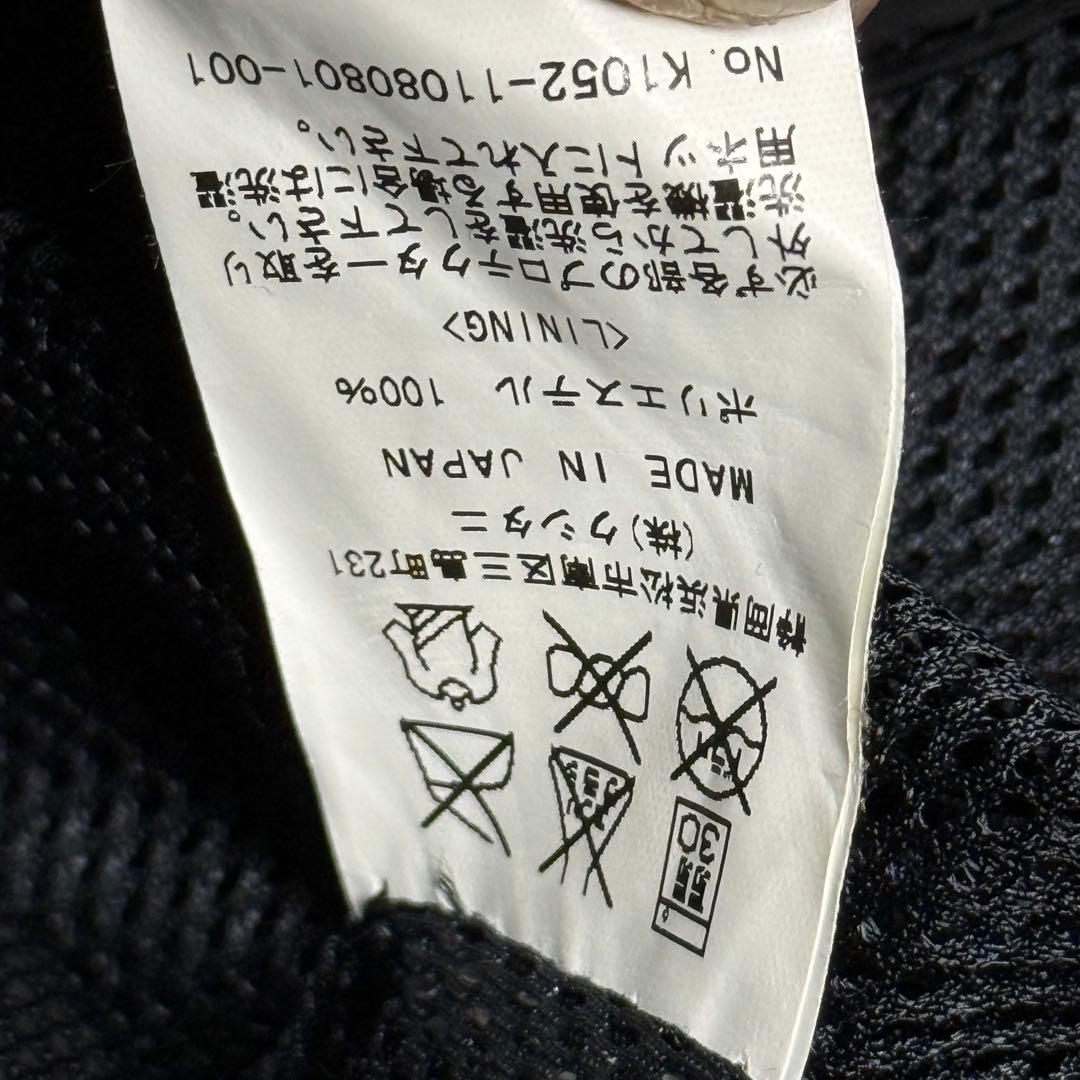 静岡県浜松市南区三島町231
(株)クシタニ
MADE IN JAPAN
ポリエステル 100%
<LINING>
必ず各部のプロテクターを取り
外してから洗濯をして下さい。
洗濯機を使用する場合には洗濯
用ネットに入れて下さい。
No. K1052-11080801-001